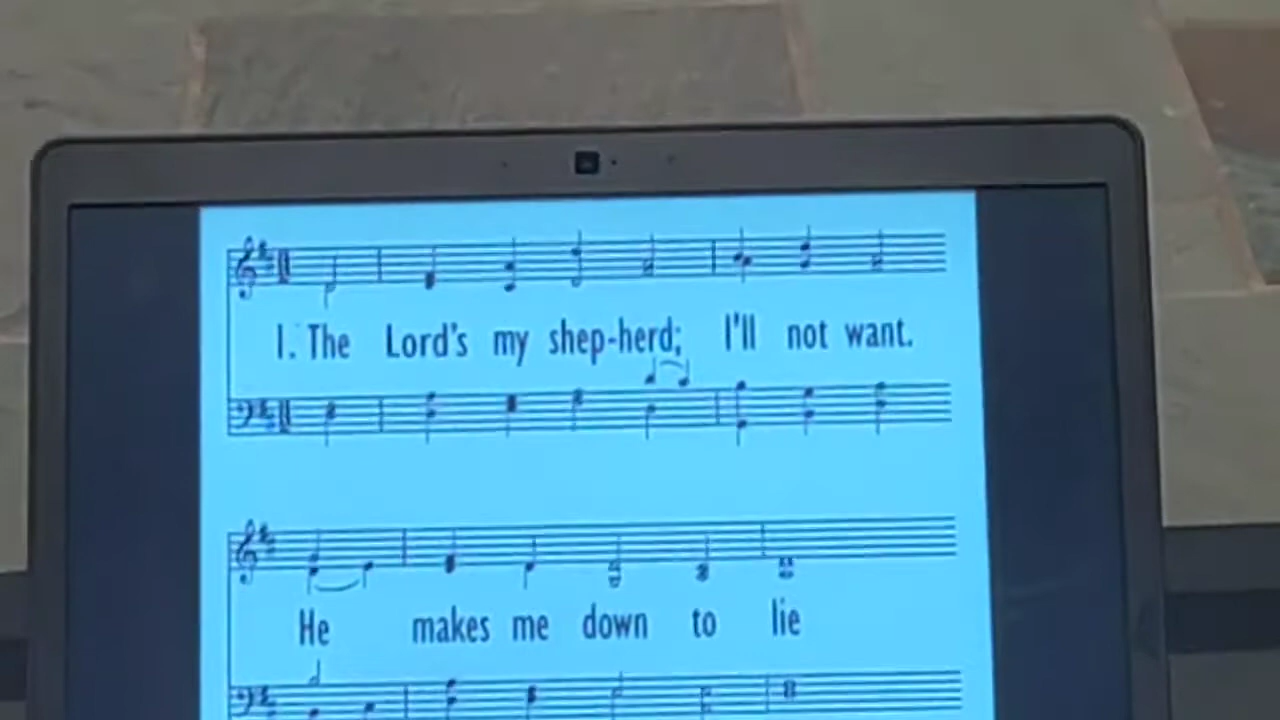 1. The Lord's my shep-herd; I'll not want.
He makes me down to lie